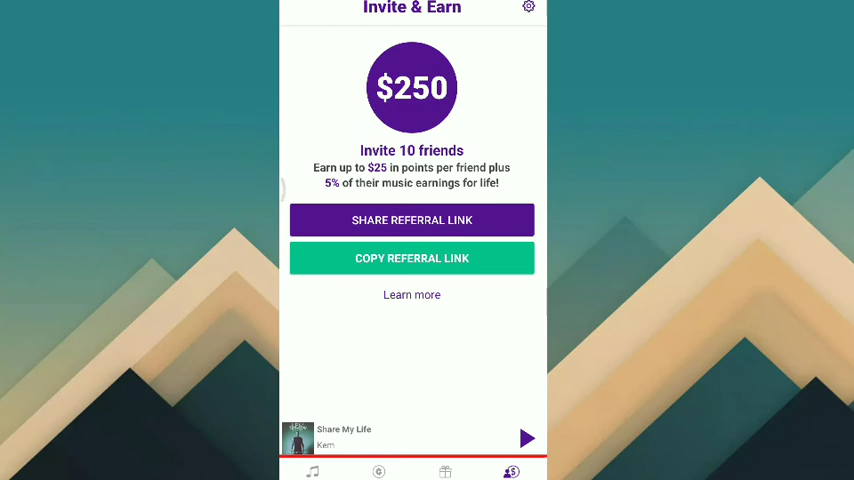 Invite & Earn
$250
Invite 10 friends
Earn up to $25 in points per friend plus
5% of their music earnings for life!
SHARE REFERRAL LINK
COPY REFERRAL LINK
Learn more
Share My Life
Kem